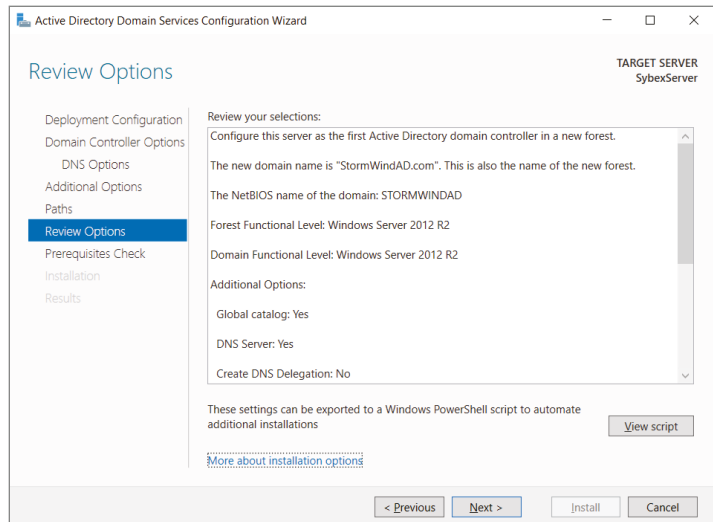 Active Directory Domain Services Configuration Wizard
Review Options
TARGET SERVER
SybexServer
Deployment Configuration
Domain Controller Options
DNS Options
Additional Options
Paths
Review Options
Prerequisites Check
Installation
Results
Review your selections:
Configure this server as the first Active Directory domain controller in a new forest.
The new domain name is "StormWindAD.com". This is also the name of the new forest.
The NetBIOS name of the domain: STORMWINDAD
Forest Functional Level: Windows Server 2012 R2
Domain Functional Level: Windows Server 2012 R2
Additional Options:
Global catalog: Yes
DNS Server: Yes
Create DNS Delegation: No
These settings can be exported to a Windows PowerShell script to automate
additional installations
View script
More about installation options
< Previous
Next >
Install
Cancel